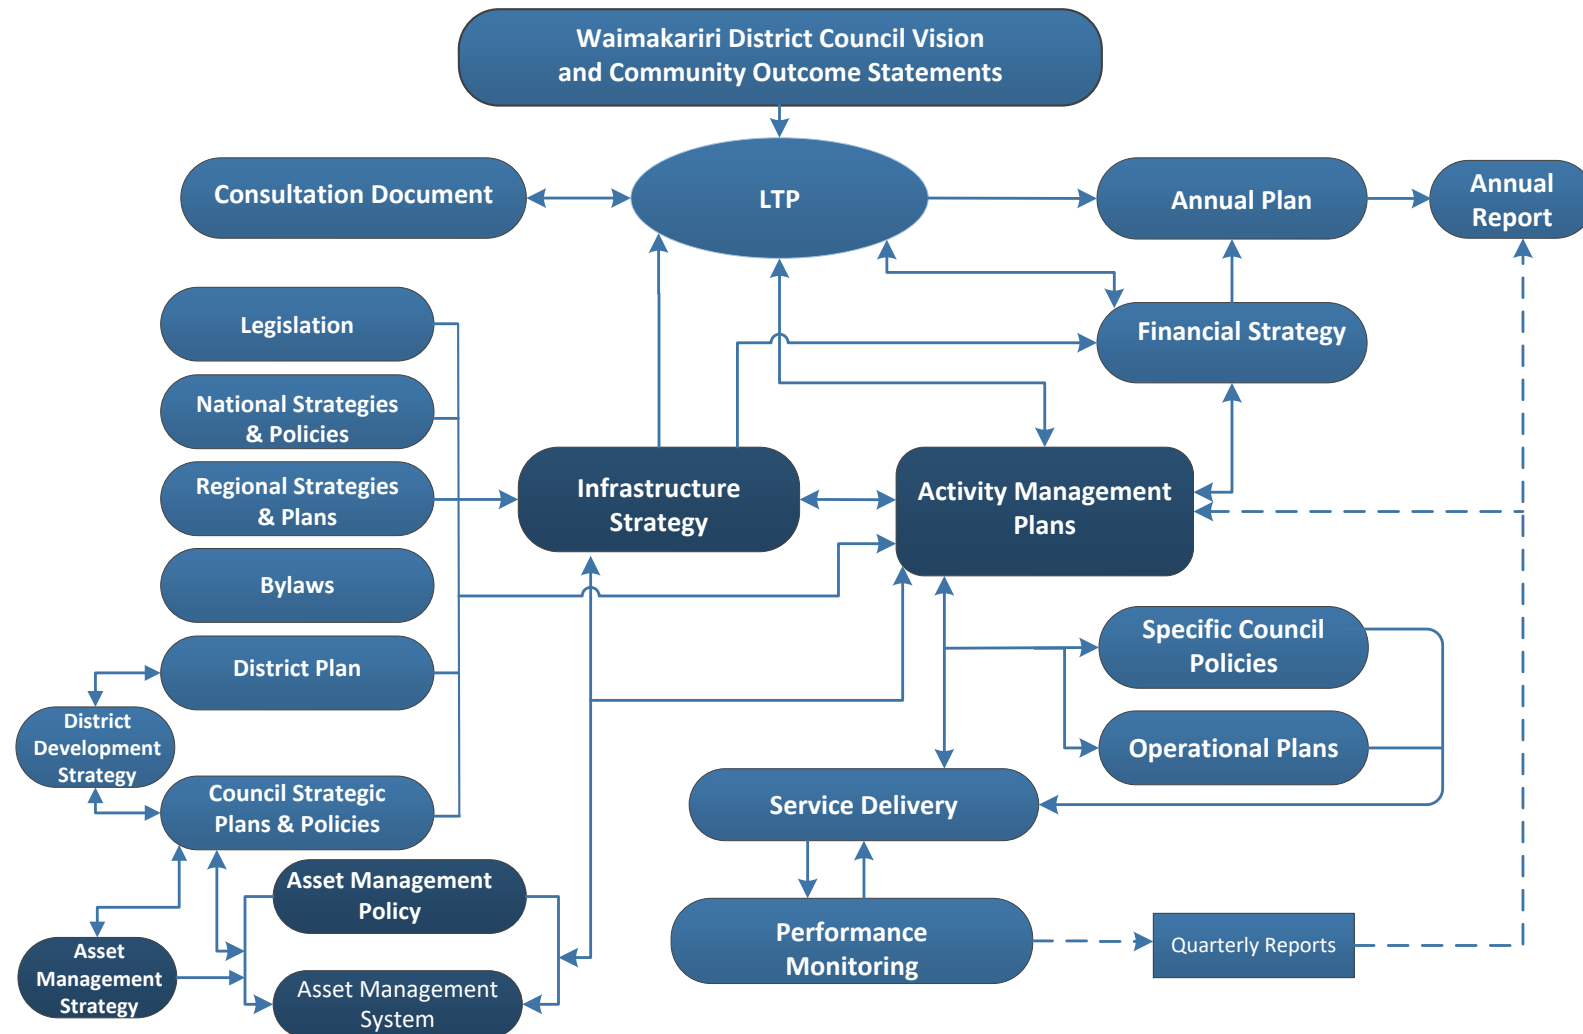 Waimakariri District Council Vision
and Community Outcome Statements
Consultation Document
LTP
Annual Plan
Annual
Report
Legislation
Financial Strategy
National Strategies
& Policies
Regional Strategies
& Plans
Infrastructure
Strategy
Activity Management
Plans
Bylaws
District Plan
Specific Council
Policies
District
Development
Strategy
Operational Plans
Council Strategic
Plans & Policies
Service Delivery
Asset Management
Policy
Performance
Monitoring
Quarterly Reports
Asset
Management
Strategy
Asset Management
System